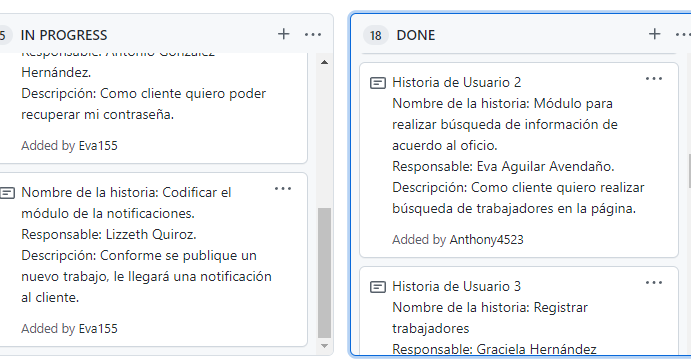 5 IN PROGRESS
Responsable: Antonio González
Hernández.
Descripción: Como cliente quiero poder
recuperar mi contraseña.
Added by Eva155
Nombre de la historia: Codificar el
módulo de la notificaciones.
Responsable: Lizzeth Quiroz.
Descripción: Conforme se publique un
nuevo trabajo, le llegará una notificación
al cliente.
Added by Eva155
18 DONE
Historia de Usuario 2
Nombre de la historia: Módulo para
realizar búsqueda de información de
acuerdo al oficio.
Responsable: Eva Aguilar Avendaño.
Descripción: Como cliente quiero realizar
búsqueda de trabajadores en la página.
Added by Anthony4523
Historia de Usuario 3
Nombre de la historia: Registrar
trabajadores
Responsable: Graciela Hernández